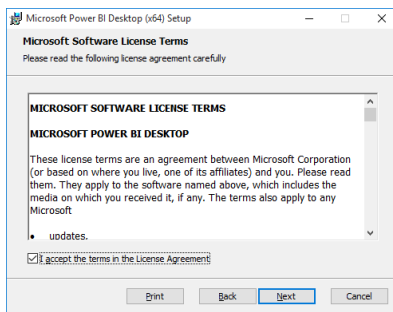 Microsoft Power BI Desktop (x64) Setup
Microsoft Software License Terms
Please read the following license agreement carefully
MICROSOFT SOFTWARE LICENSE TERMS
MICROSOFT POWER BI DESKTOP
These license terms are an agreement between Microsoft Corporation
(or based on where you live, one of its affiliates) and you. Please read
them. They apply to the software named above, which includes the
media on which you received it, if any. The terms also apply to any
Microsoft
• updates,
I accept the terms in the License Agreement
Print Back Next Cancel